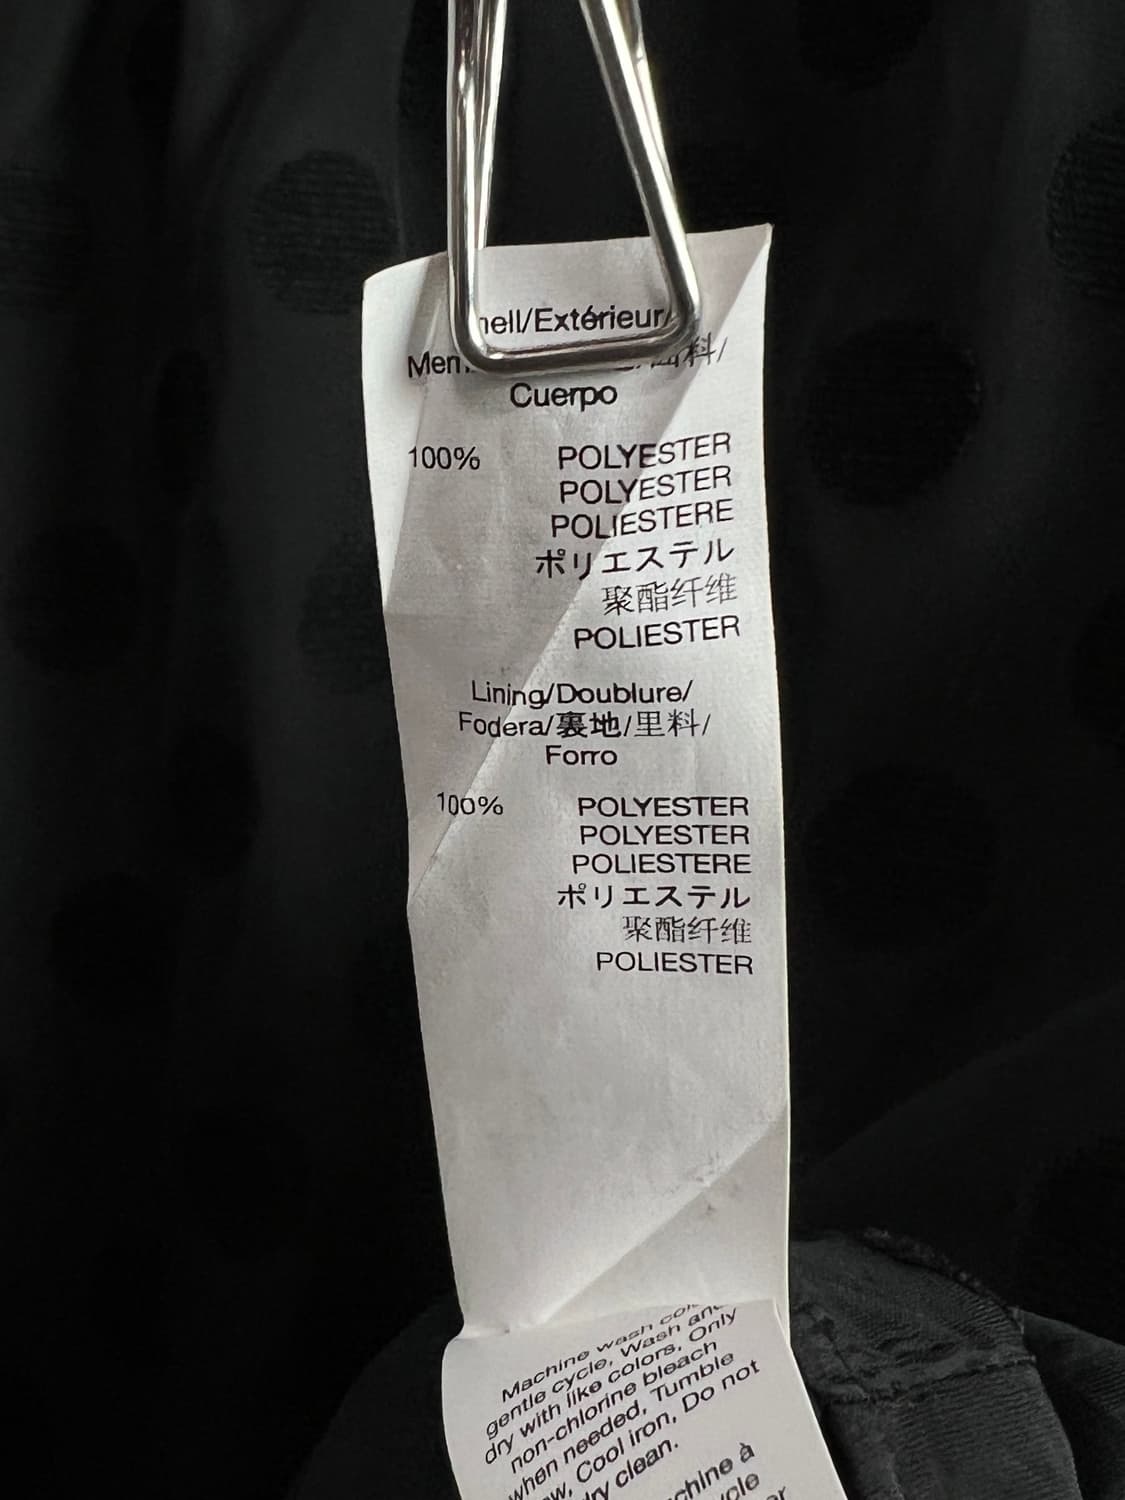 Shell/Extérieur/
料/
Cuerpo
100% POLYESTER
POLYESTER
POLIESTERE
ポリエステル
聚酯纤维
POLIESTER
Lining/Doublure/
Fodera/裏地/里料/
Forro
100% POLYESTER
POLYESTER
POLIESTERE
ポリエステル
聚酯纤维
POLIESTER
Machine wash
gentle cycle, Wash and
dry with like colors, Only
non-chlorine bleach
when needed, Tumble
Cool iron, Do not
dry clean.
à